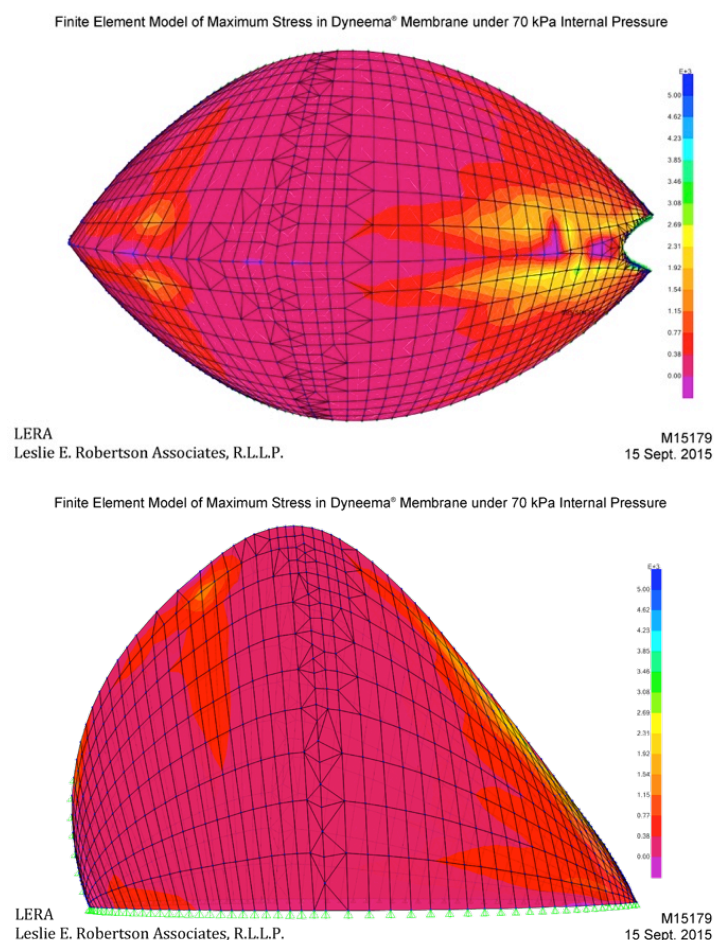 Finite Element Model of Maximum Stress in Dyneema® Membrane under 70 kPa Internal Pressure
E+3
5.00
4.62
4.23
3.85
3.46
3.08
2.69
2.31
1.92
1.54
1.15
0.77
0.38
0.00
LERA
Leslie E. Robertson Associates, R.L.L.P.
M15179
15 Sept. 2015
Finite Element Model of Maximum Stress in Dyneema® Membrane under 70 kPa Internal Pressure
E+3
5.00
4.62
4.23
3.85
3.46
3.08
2.69
2.31
1.92
1.54
1.15
0.77
0.38
0.00
LERA
Leslie E. Robertson Associates, R.L.L.P.
M15179
15 Sept. 2015